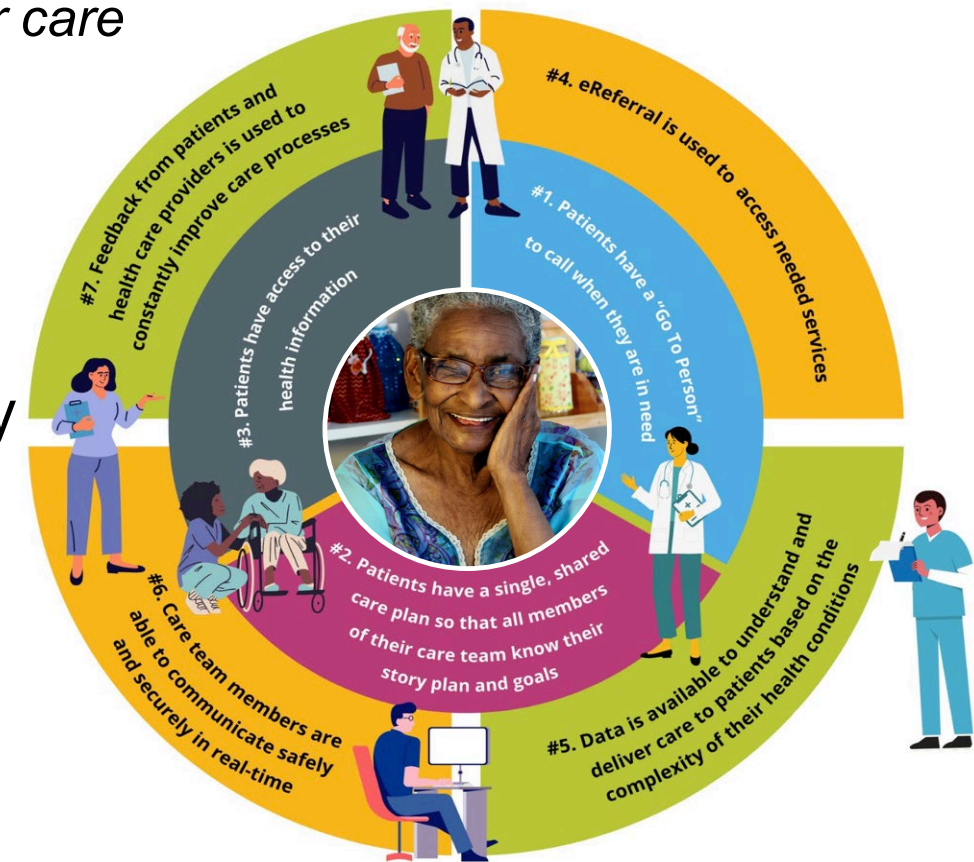 r care
y
#1. Patients have a “Go To Person”
to call when they are in need
#2. Patients have a single, shared
care plan so that all members
of their care team know their
story plan and goals
#3. Patients have access to their
health information
#4. eReferral is used to access needed services
#5. Data is available to understand and
deliver care to patients based on the
complexity of their health conditions
#6. Care team members are
able to communicate safely
and securely in real-time
#7. Feedback from patients and
health care providers is used to
constantly improve care processes